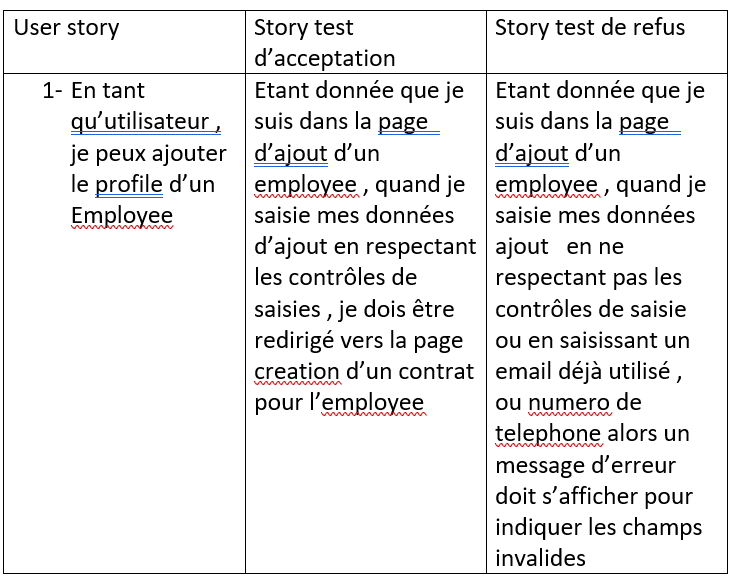 User story
Story test
d’acceptation
Story test de refus
1- En tant
qu’utilisateur ,
je peux ajouter
le profile d’un
Employee
Etant donnée que je
suis dans la page
d’ajout d’un
employee , quand je
saisie mes données
d’ajout en respectant
les contrôles de
saisies , je dois être
redirigé vers la page
creation d’un contrat
pour l’employee
Etant donnée que je
suis dans la page
d’ajout d’un
employee , quand je
saisie mes données
ajout   en ne
respectant pas les
contrôles de saisie
ou en saisissant un
email déjà utilisé ,
ou numero de
telephone alors un
message d’erreur
doit s’afficher pour
indiquer les champs
invalides